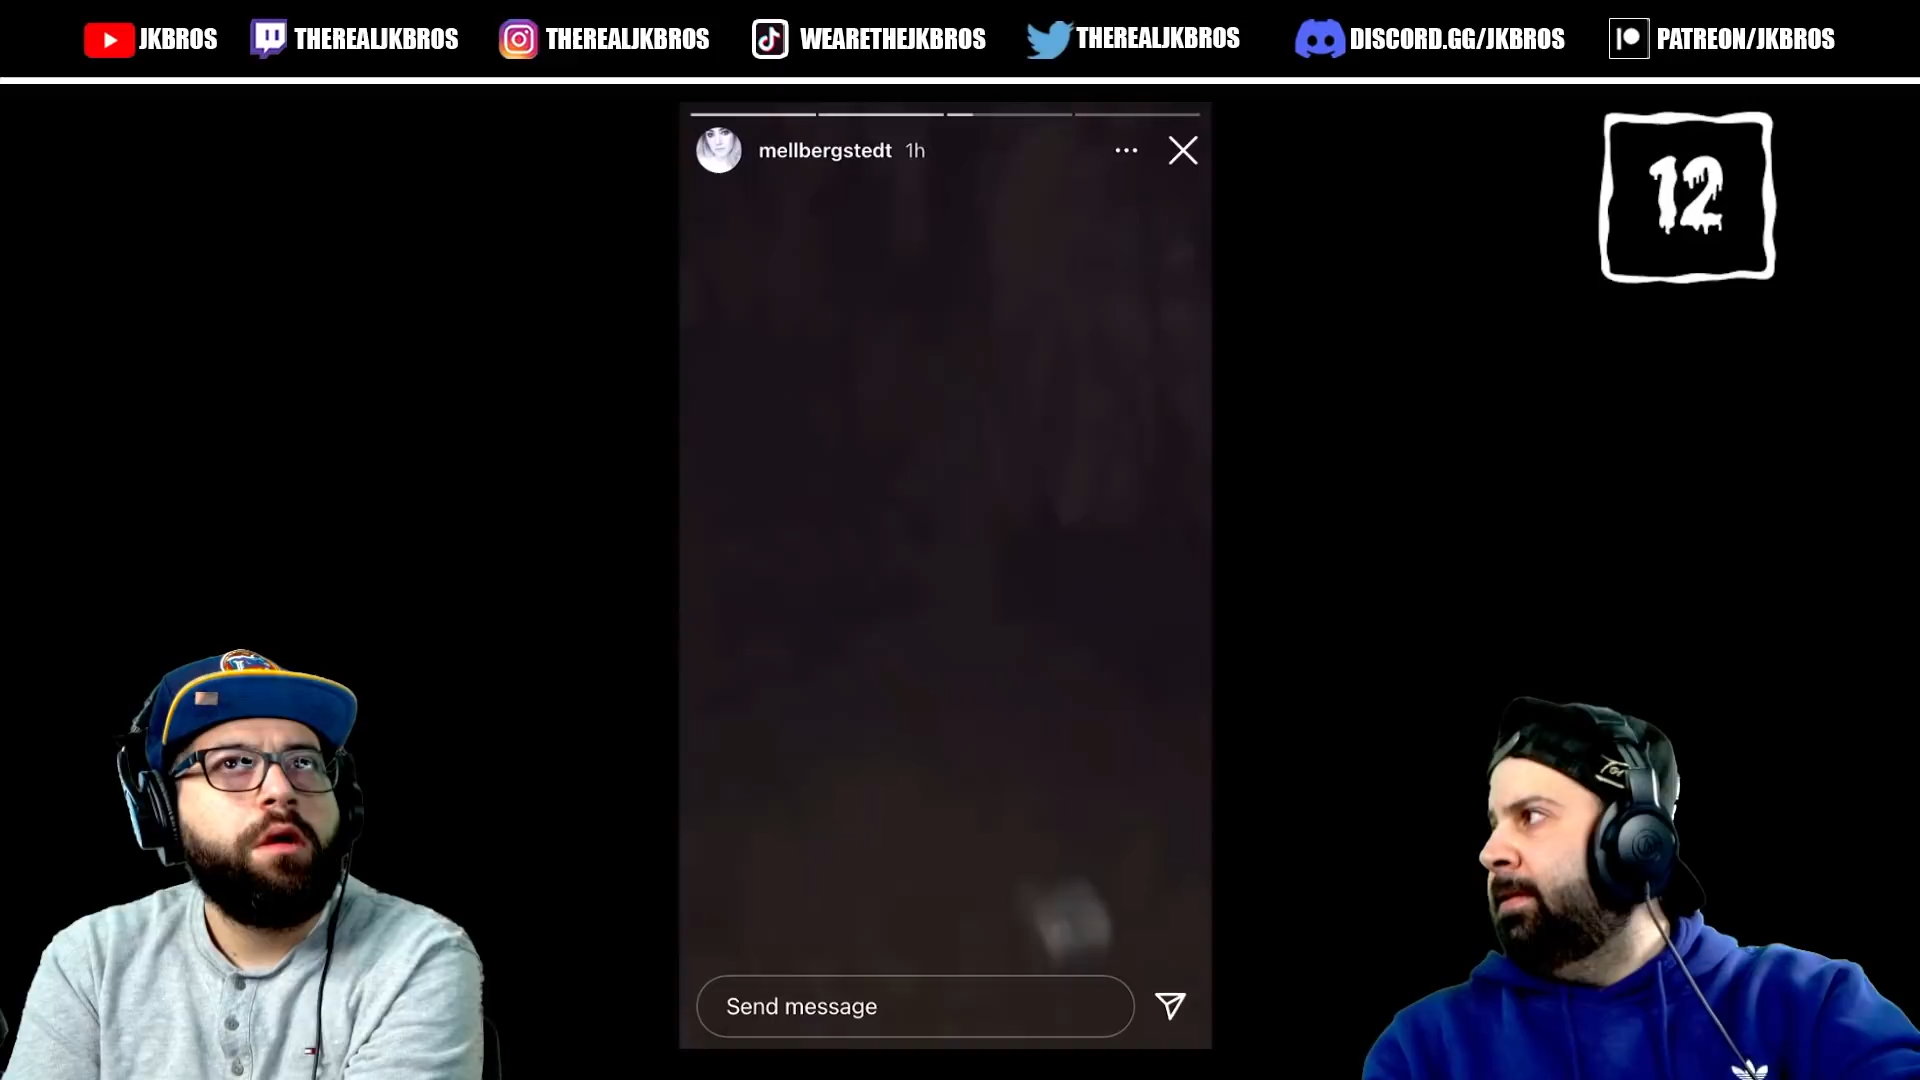 JKBROS THEREALJKBROS THEREALJKBROS WEARETHEJKBROS THEREALJKBROS DISCORD.GG/JKBROS PATREON/JKBROS
mellbergstedt 1h
12
Send message